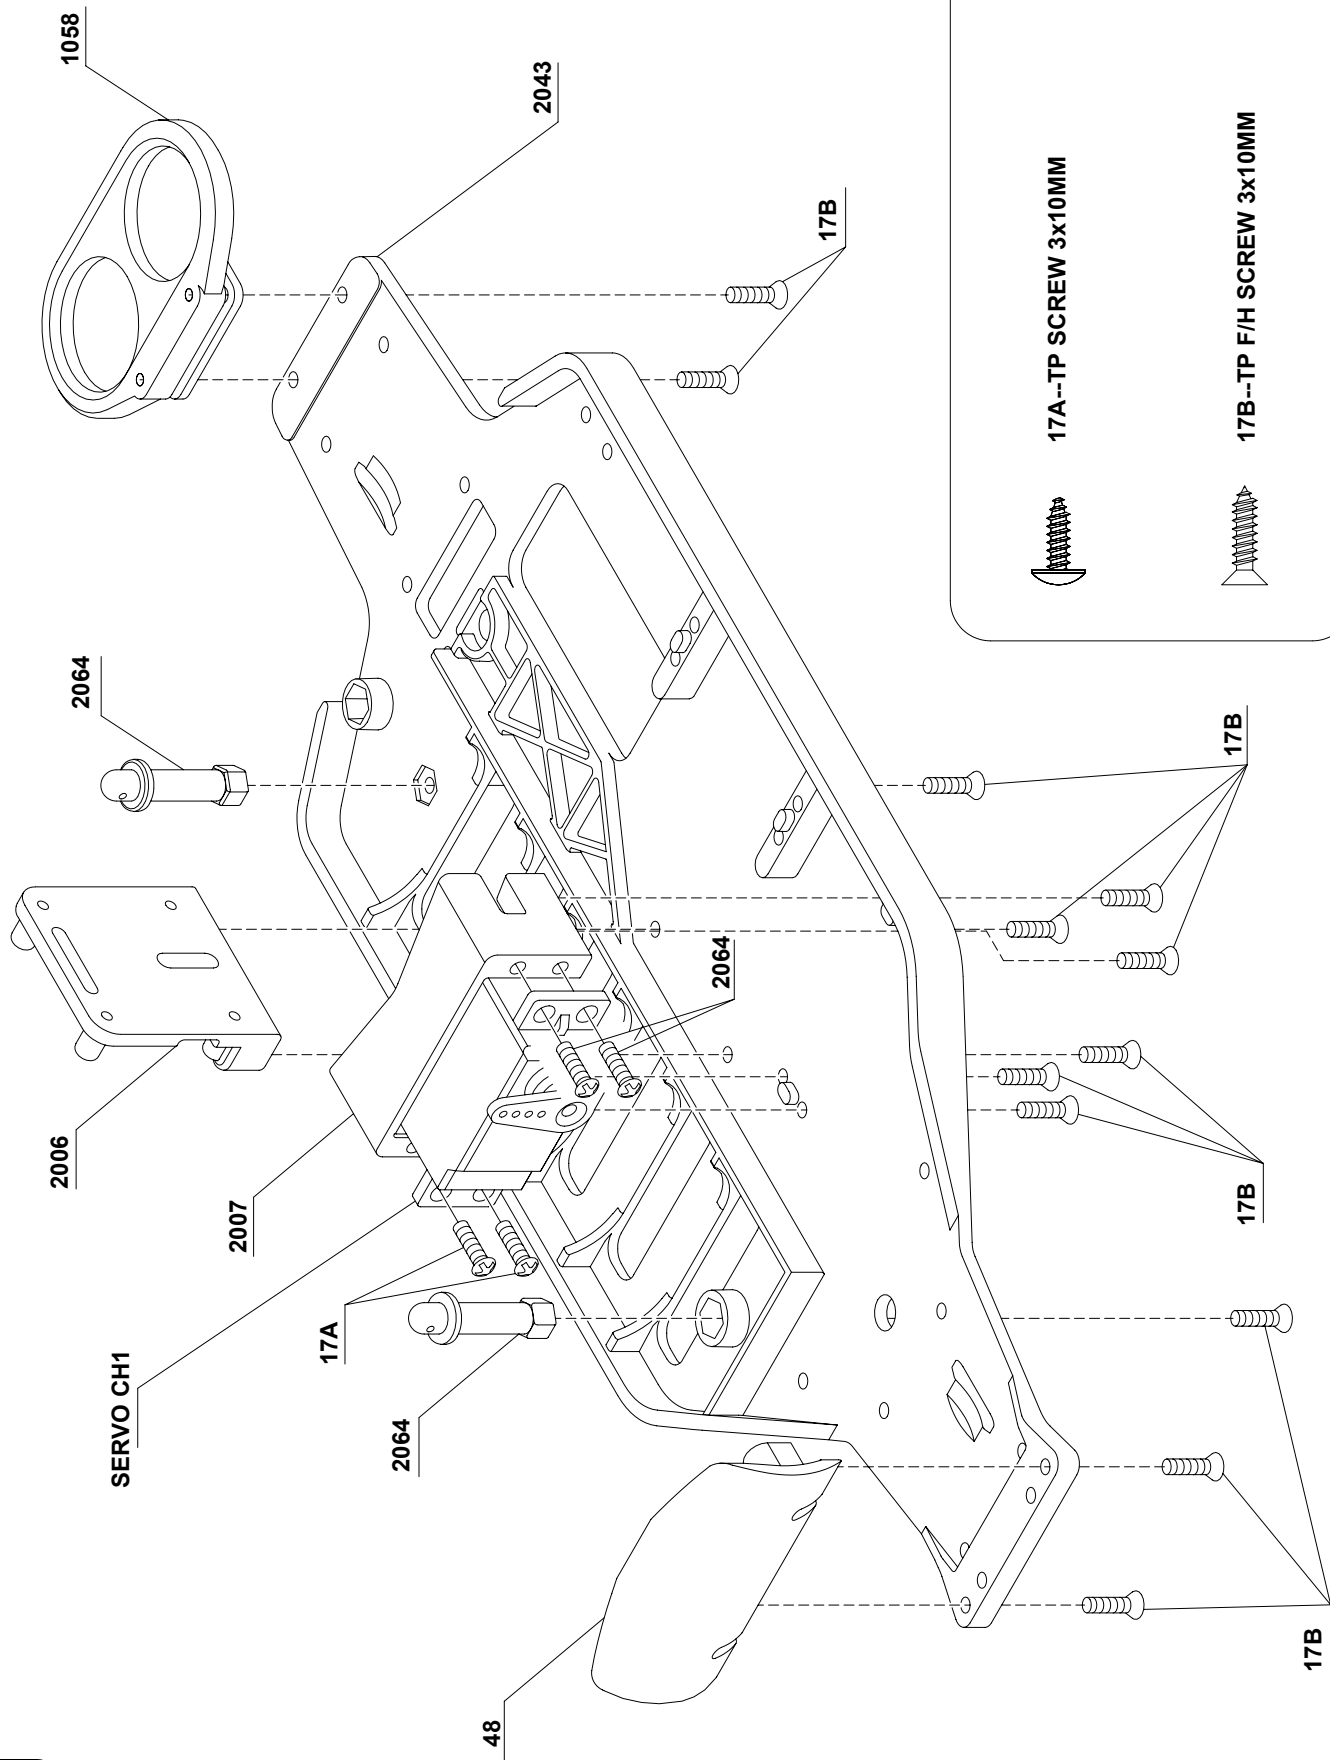 1058
2043
17B
2064
2006
2007
SERVO CH1
17A
2064
2064
48
17B
17B
17B
17A--TP SCREW 3x10MM
17B--TP F/H SCREW 3x10MM